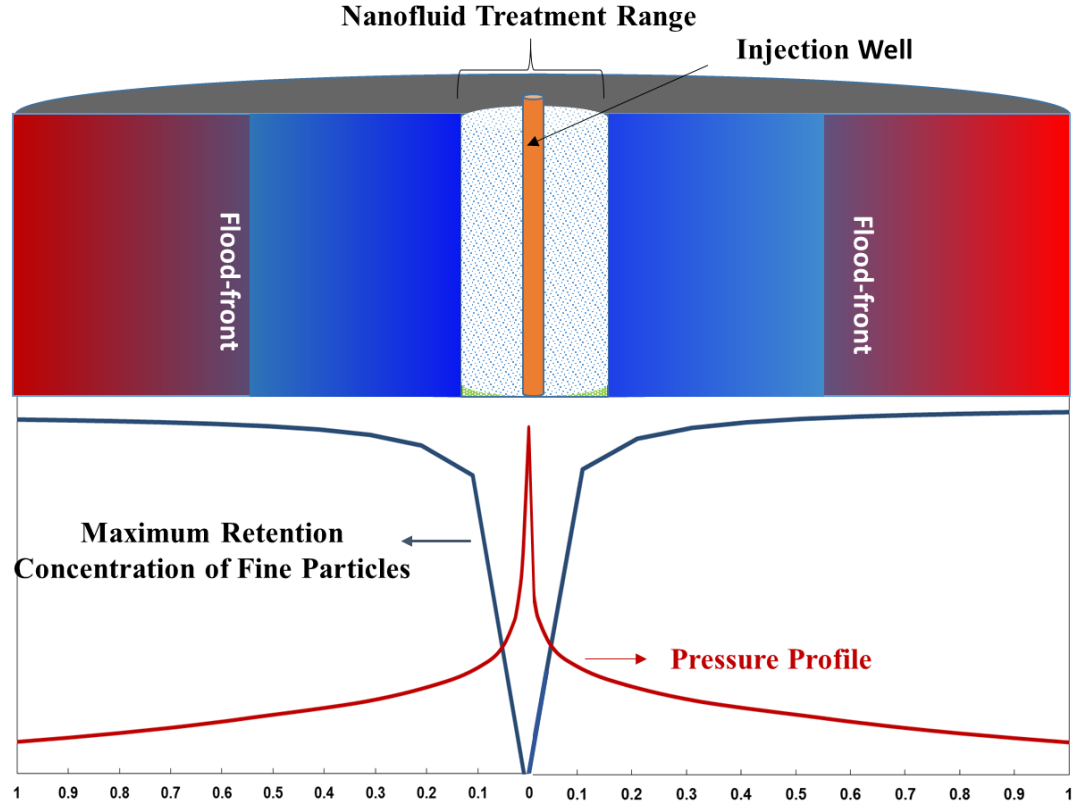 Nanofluid Treatment Range
Injection Well
Flood-front
Flood-front
Maximum Retention
Concentration of Fine Particles
Pressure Profile
1 0.9 0.8 0.7 0.6 0.5 0.4 0.3 0.2 0.1 0 0.1 0.2 0.3 0.4 0.5 0.6 0.7 0.8 0.9 1